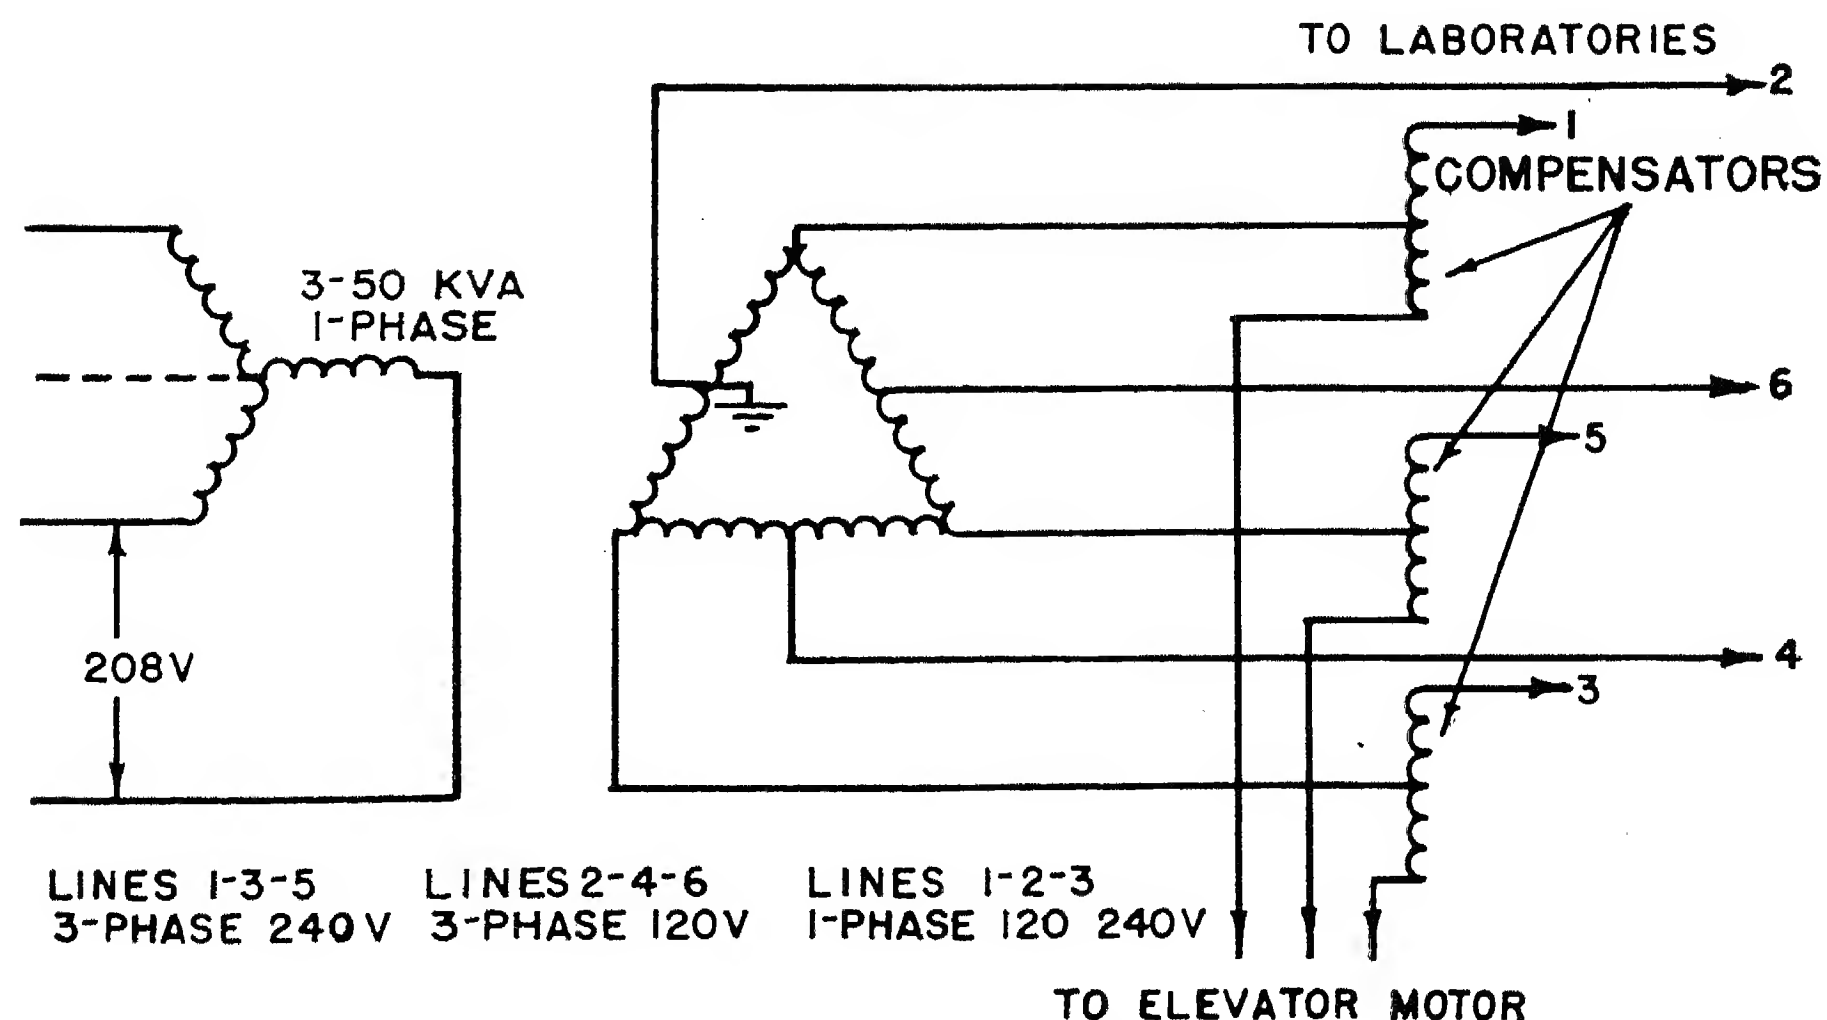 TO LABORATORIES
2
1
COMPENSATORS
3-50 KVA
1-PHASE
6
5
208V
4
3
LINES 1-3-5
3-PHASE 240V
LINES 2-4-6
3-PHASE 120V
LINES 1-2-3
1-PHASE 120 240V
TO ELEVATOR MOTOR